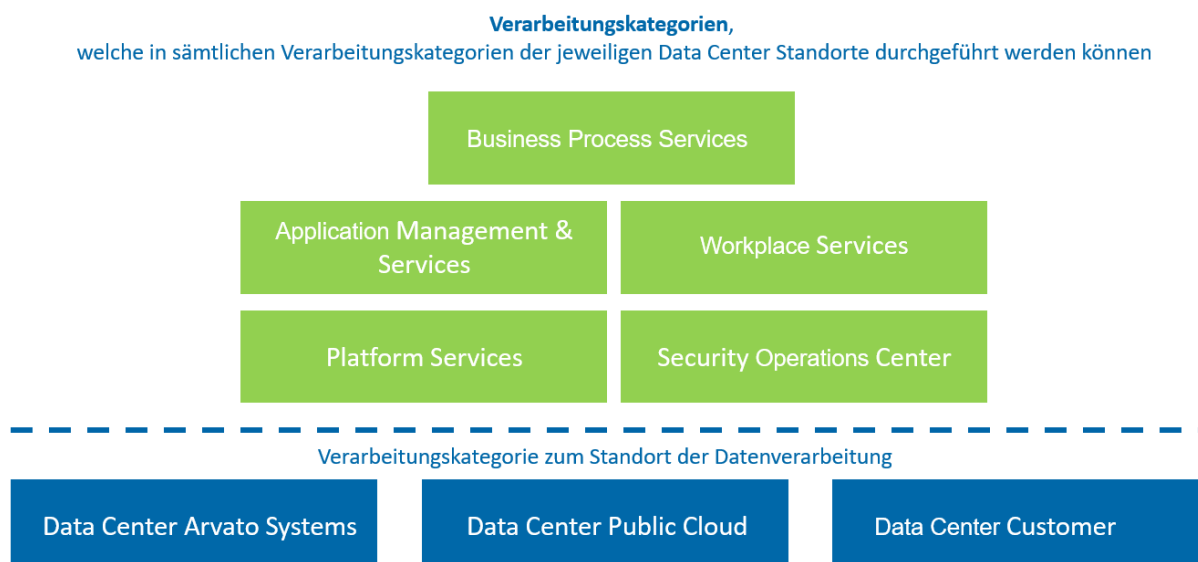 Verarbeitungskategorien,
welche in sämtlichen Verarbeitungskategorien der jeweiligen Data Center Standorte durchgeführt werden können
Business Process Services
Application Management &
Services
Workplace Services
Platform Services
Security Operations Center
Verarbeitungskategorie zum Standort der Datenverarbeitung
Data Center Arvato Systems
Data Center Public Cloud
Data Center Customer